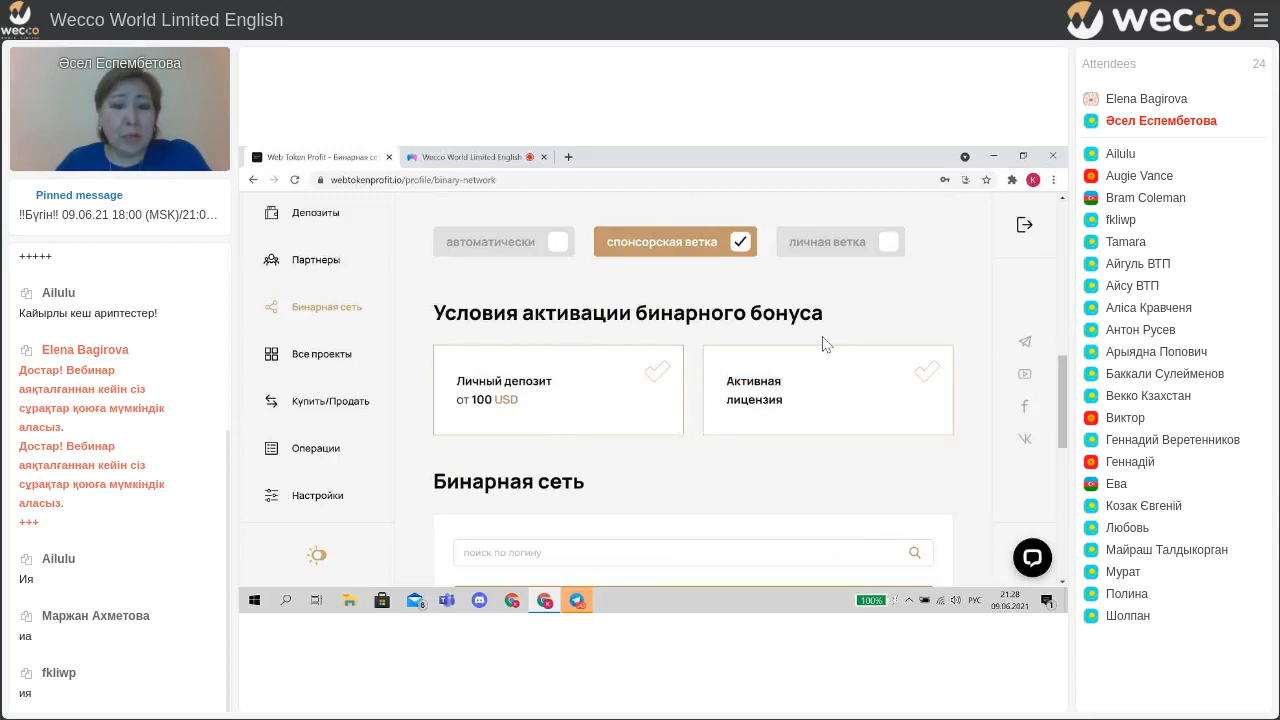 wecco
Wecco World Limited English
wecco
Әсел Еспембетова
Pinned message
!!Бүгін!! 09.06.21 18:00 (MSK)/21:0…
+++++
Ailulu
Кайырлы кеш ариптестер!
Elena Bagirova
Достар! Вебинар
аяқталғаннан кейін сіз
сұрақтар қоюға мүмкіндік
аласыз.
Достар! Вебинар
аяқталғаннан кейін сіз
сұрақтар қоюға мүмкіндік
аласыз.
+++
Ailulu
Ия
Маржан Ахметова
иа
fkliwp
ия
Web Token Profit - Бинарная се
Wecco World Limited English
webtokenprofit.io/profile/binary-network
K
Депозиты
Партнеры
Бинарная сеть
Все проекты
Купить/Продать
Операции
Настройки
автоматически
спонсорская ветка
личная ветка
Условия активации бинарного бонуса
Личный депозит
от 100 USD
Активная
лицензия
Бинарная сеть
поиск по логину
8
100%
РУС
21:28
09.06.2021
1
Attendees 24
Elena Bagirova
Әсел Еспембетова
Ailulu
Augie Vance
Bram Coleman
fkliwp
Tamara
Айгуль ВТП
Айсу ВТП
Аліса Кравченя
Антон Русев
Арыядна Попович
Баккали Сулейменов
Векко Кзахстан
Виктор
Геннадий Веретенников
Геннадій
Ева
Козак Євгеній
Любовь
Майраш Талдыкорган
Мурат
Полина
Шолпан